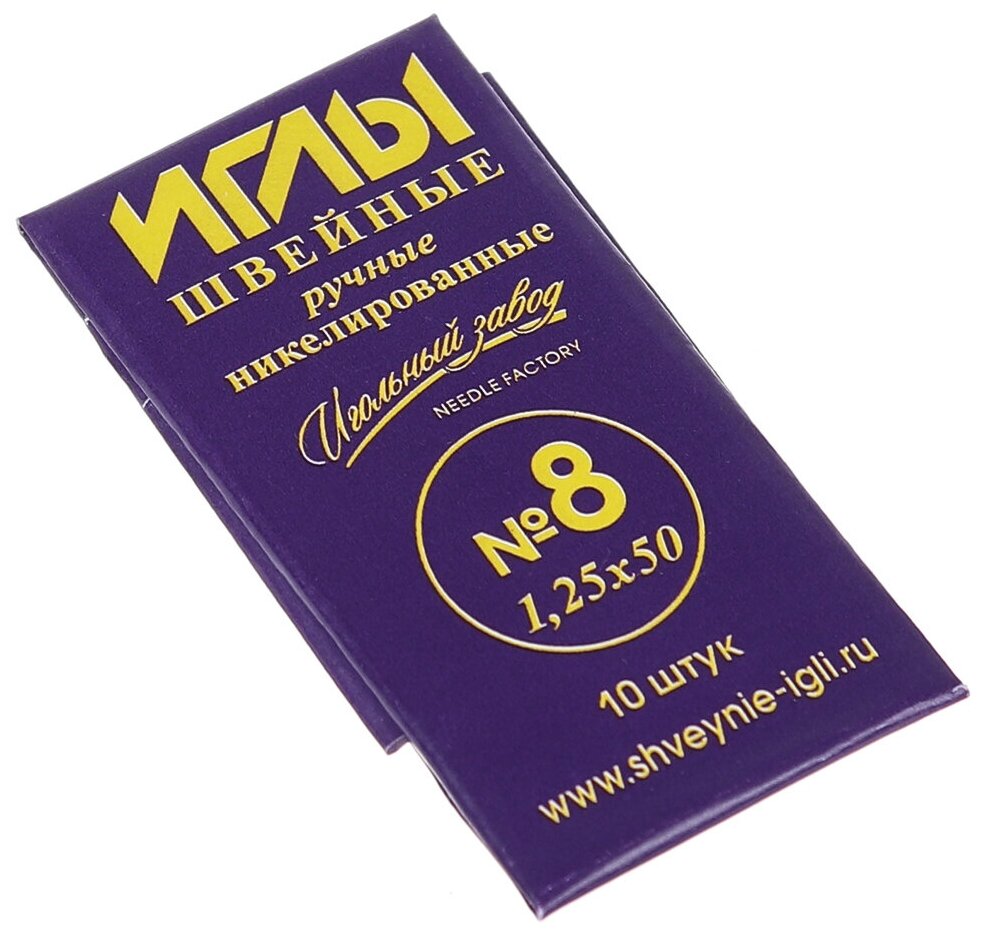 ИГЛЫ
ШВЕЙНЫЕ
ручные
никелированные
Игольный завод
NEEDLE FACTORY
№8
1,25x50
10 штук
www.shveynie-igli.ru